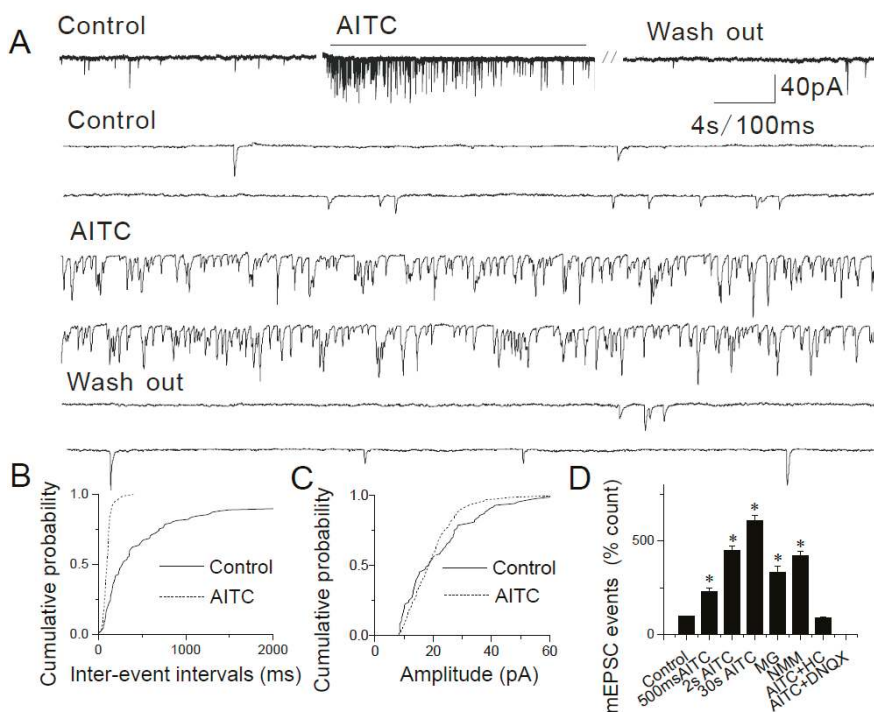 A
Control
AITC
Wash out
//
40pA
4s/100ms
Control
AITC
Wash out
B
Cumulative probability
1.0
0.5
0.0
Control
AITC
0
1000
2000
Inter-event intervals (ms)
C
Cumulative probability
1.0
0.5
0.0
Control
AITC
0
20
40
60
Amplitude (pA)
D
mEPSC events (% count)
500
0
*
*
*
*
*
Control
500msAITC
2s AITC
30s AITC
MG
NMM
AITC+HC
AITC+DNQX